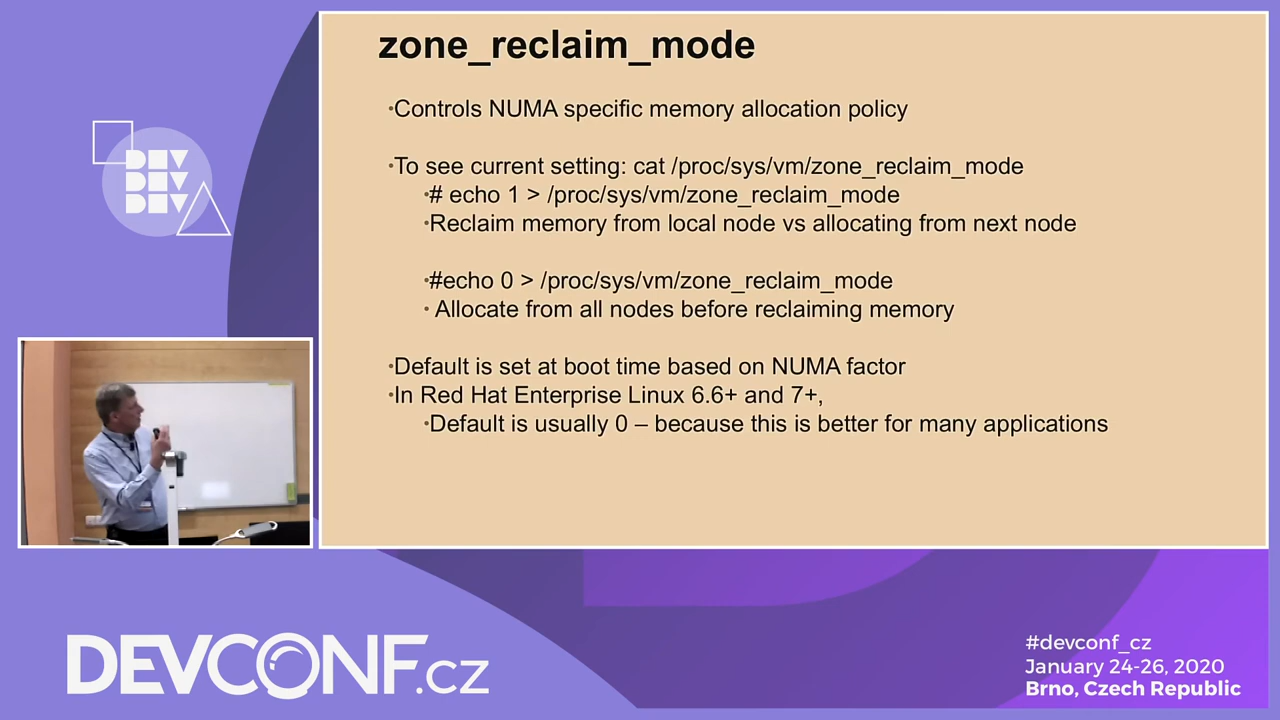 zone_reclaim_mode
•Controls NUMA specific memory allocation policy
•To see current setting: cat /proc/sys/vm/zone_reclaim_mode
•# echo 1 > /proc/sys/vm/zone_reclaim_mode
•Reclaim memory from local node vs allocating from next node
•#echo 0 > /proc/sys/vm/zone_reclaim_mode
• Allocate from all nodes before reclaiming memory
•Default is set at boot time based on NUMA factor
•In Red Hat Enterprise Linux 6.6+ and 7+,
•Default is usually 0 – because this is better for many applications
DEV
DEV
DEV
DEVCONF.cz
#devconf_cz
January 24-26, 2020
Brno, Czech Republic